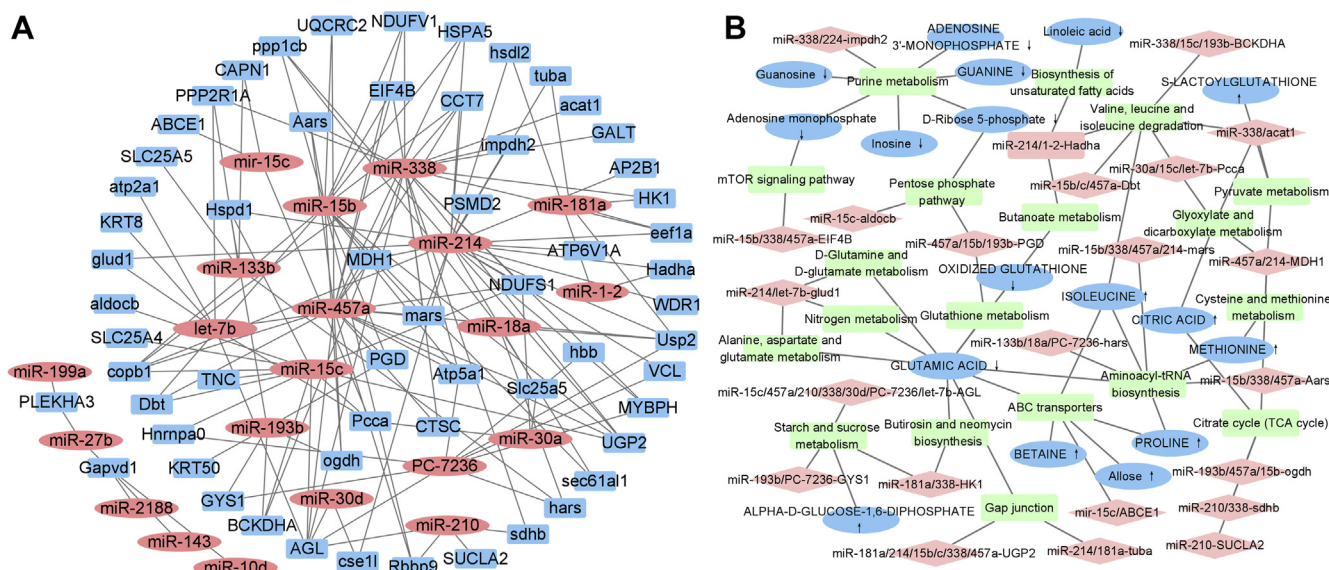 A
NDUFV1
UQCRC2
HSPA5
ppp1cb
hsdl2
CAPN1
tuba
PPP2R1A
EIF4B
CCT7
acat1
ABCE1
Aars
GALT
impdh2
SLC25A5
mir-15c
miR-338
AP2B1
atp2a1
HK1
miR-15b
PSMD2
miR-181a
KRT8
Hspd1
eef1a
miR-214
ATP6V1A
glud1
MDH1
Hadha
miR-133b
NDUFS1
miR-1-2
aldocb
WDR1
miR-457a
mars
let-7b
miR-18a
SLC25A4
Usp2
hbb
PGD
copb1
miR-15c
Atp5a1
VCL
miR-199a
TNC
Slc25a5
PLEKHA3
Dbt
MYBPH
Pcca
CTSC
miR-193b
miR-30a
Hnrnpa0
UGP2
miR-27b
ogdh
PC-7236
Gapvd1
KRT50
sec61al1
GYS1
miR-30d
miR-2188
hars
BCKDHA
miR-210
sdhb
miR-143
AGL
cse1l
SUCLA2
Rbbp9
miR-10d
B
miR-338/224-impdh2
ADENOSINE
3'-MONOPHOSPHATE ↓
Linoleic acid ↓
miR-338/15c/193b-BCKDHA
Guanosine ↓
Purine metabolism
GUANINE ↓
Biosynthesis of
unsaturated fatty acids
S-LACTOYLGLUTATHIONE
↑
Adenosine monophosphate
↓
D-Ribose 5-phosphate ↓
Valine, leucine and
isoleucine degradation
miR-338/acat1
Inosine ↓
miR-214/1-2-Hadha
miR-30a/15c/let-7b-Pcca
mTOR signaling pathway
Pentose phosphate
pathway
miR-15b/c/457a-Dbt
Pyruvate metabolism
miR-15c-aldocb
Butanoate metabolism
Glyoxylate and
dicarboxylate metabolism
miR-15b/338/457a-EIF4B
miR-457a/15b/193b-PGD
miR-15b/338/457a/214-mars
D-Glutamine and
D-glutamate metabolism
OXIDIZED GLUTATHIONE
↓
miR-457a/214-MDH1
miR-214/let-7b-glud1
ISOLEUCINE ↑
Cysteine and methionine
metabolism
Nitrogen metabolism
Glutathione metabolism
CITRIC ACID ↑
Alanine, aspartate and
glutamate metabolism
miR-133b/18a/PC-7236-hars
METHIONINE ↑
GLUTAMIC ACID ↓
Aminoacyl-tRNA
biosynthesis
miR-15b/338/457a-Aars
miR-15c/457a/210/338/30d/PC-7236/let-7b-AGL
ABC transporters
Citrate cycle (TCA cycle)
Starch and sucrose
metabolism
Butirosin and neomycin
biosynthesis
PROLINE ↑
BETAINE ↑
miR-193b/PC-7236-GYS1
miR-181a/338-HK1
Allose ↑
miR-193b/457a/15b-ogdh
ALPHA-D-GLUCOSE-1,6-DIPHOSPHATE
↑
Gap junction
mir-15c/ABCE1
miR-210/338-sdhb
miR-181a/214/15b/c/338/457a-UGP2
miR-214/181a-tuba
miR-210-SUCLA2